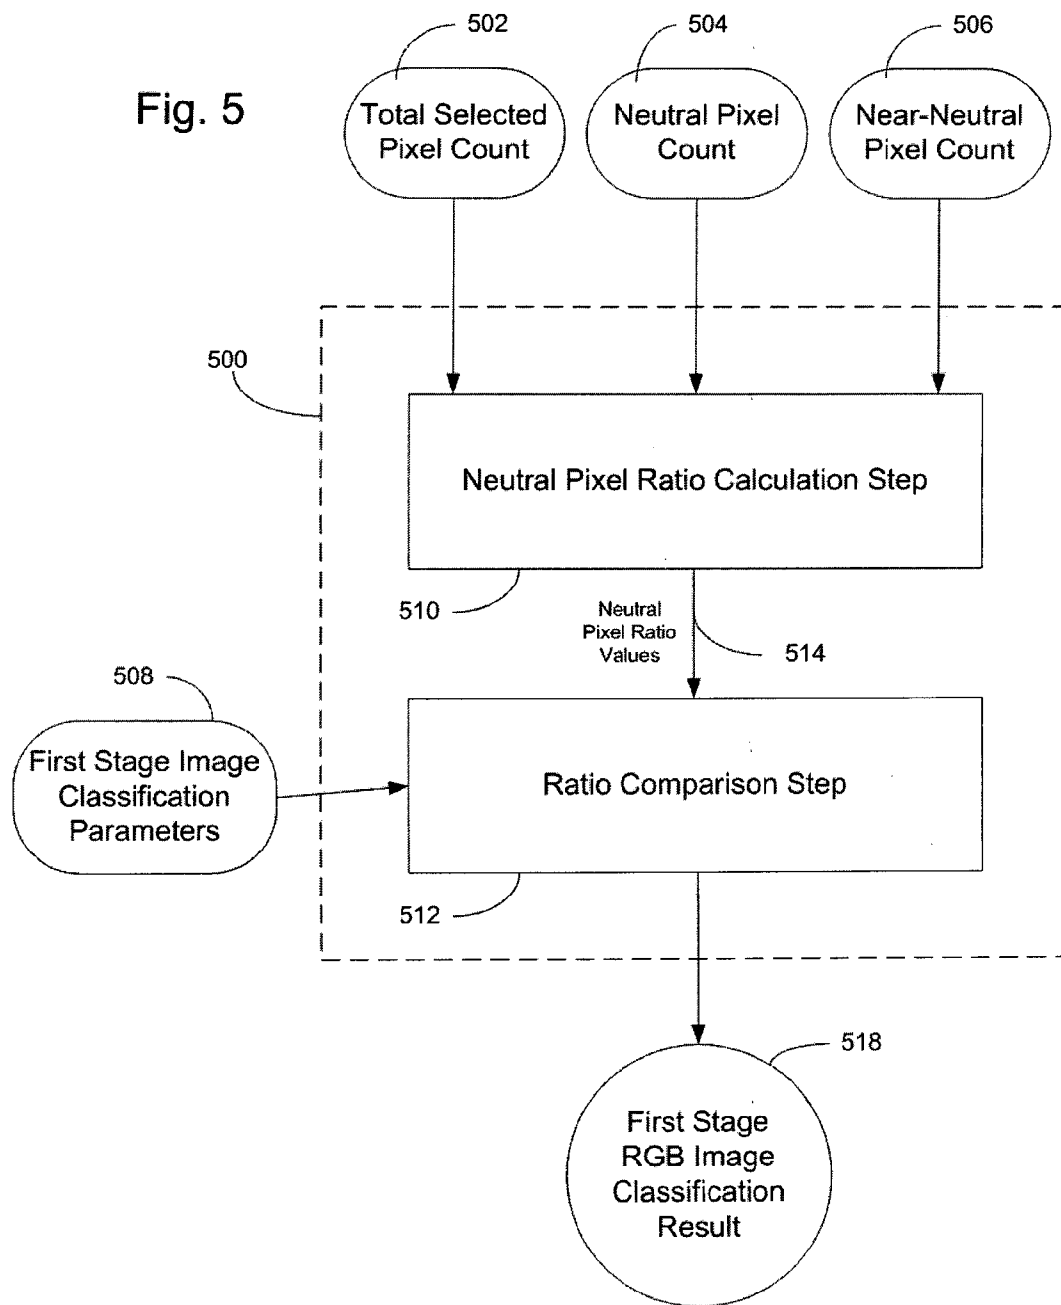 502
504
506
Fig. 5
Total Selected
Pixel Count
Neutral Pixel
Count
Near-Neutral
Pixel Count
500
Neutral Pixel Ratio Calculation Step
510
Neutral
Pixel Ratio
Values
514
508
First Stage Image
Classification
Parameters
Ratio Comparison Step
512
518
First Stage
RGB Image
Classification
Result